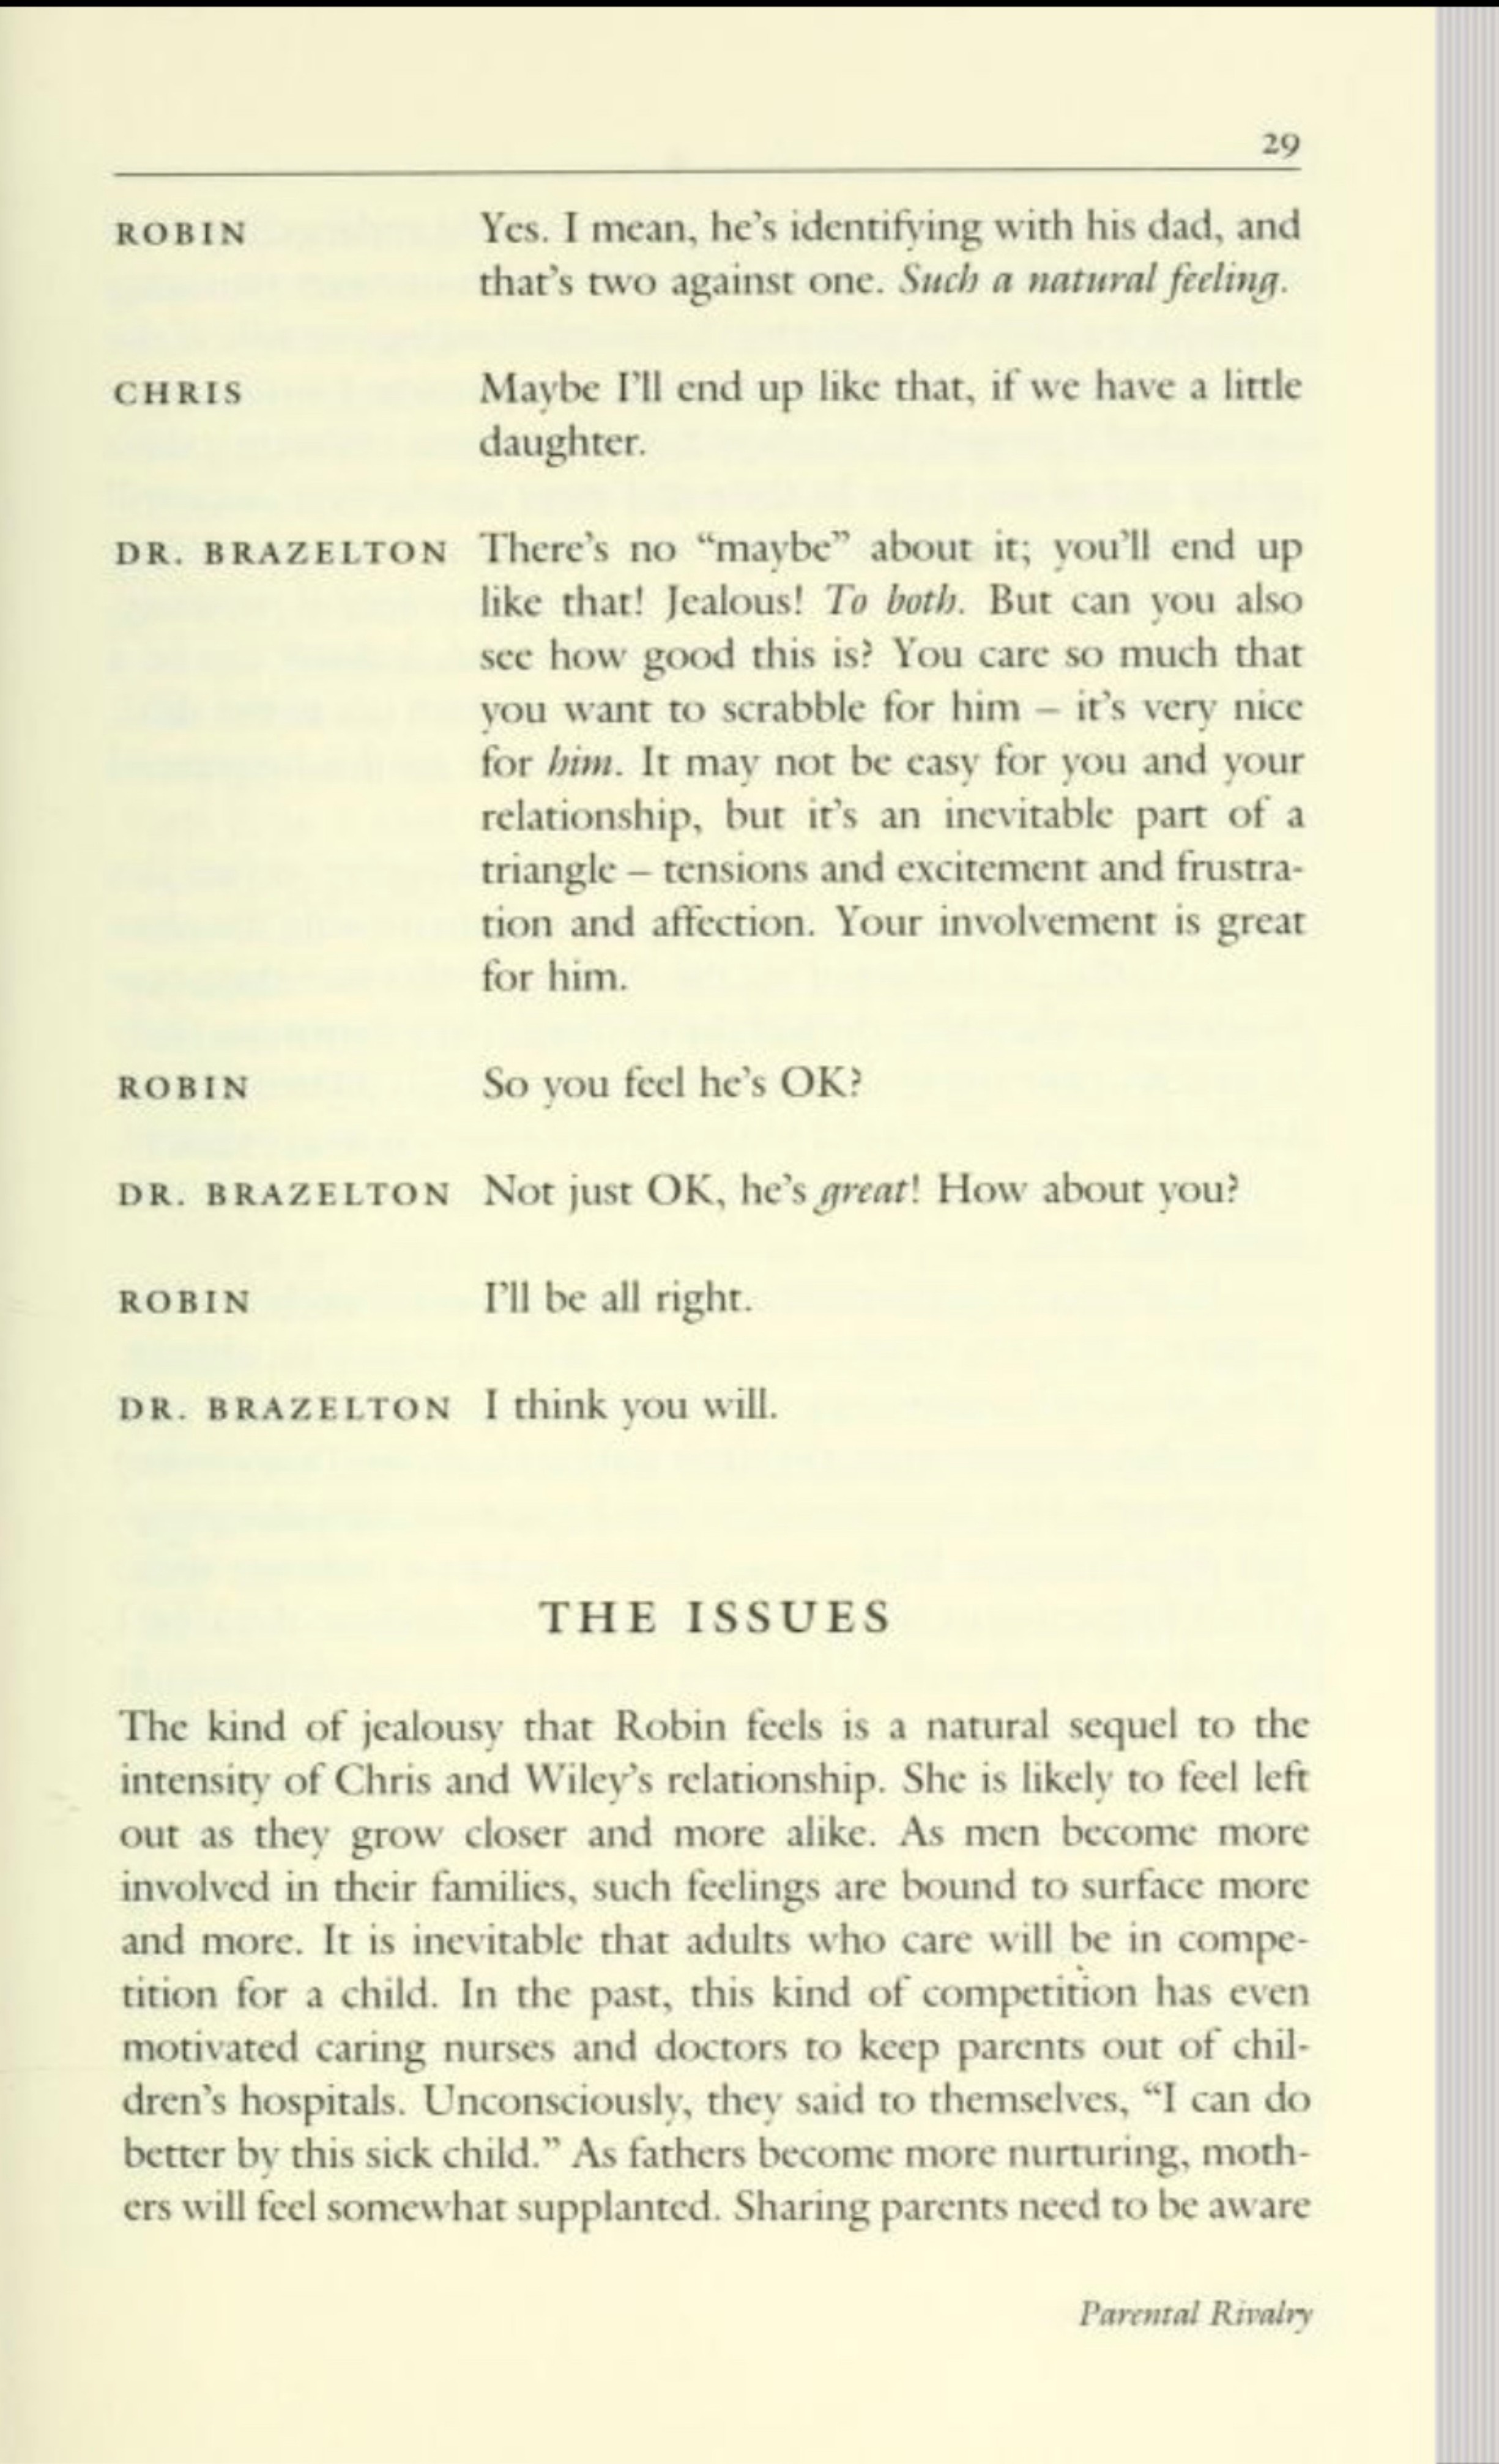 29
ROBIN Yes. I mean, he's identifying with his dad, and
that's two against one. Such a natural feeling.
CHRIS Maybe I'll end up like that, if we have a little
daughter.
DR. BRAZELTON There's no “maybe” about it; you'll end up
like that! Jealous! To both. But can you also
see how good this is? You care so much that
you want to scrabble for him – it's very nice
for him. It may not be easy for you and your
relationship, but it's an inevitable part of a
triangle – tensions and excitement and frustra-
tion and affection. Your involvement is great
for him.
ROBIN So you feel he's OK?
DR. BRAZELTON Not just OK, he's great! How about you?
ROBIN I'll be all right.
DR. BRAZELTON I think you will.
THE ISSUES
The kind of jealousy that Robin feels is a natural sequel to the
intensity of Chris and Wiley's relationship. She is likely to feel left
out as they grow closer and more alike. As men become more
involved in their families, such feelings are bound to surface more
and more. It is inevitable that adults who care will be in compe-
tition for a child. In the past, this kind of competition has even
motivated caring nurses and doctors to keep parents out of chil-
dren's hospitals. Unconsciously, they said to themselves, “I can do
better by this sick child.” As fathers become more nurturing, moth-
ers will feel somewhat supplanted. Sharing parents need to be aware
Parental Rivalry